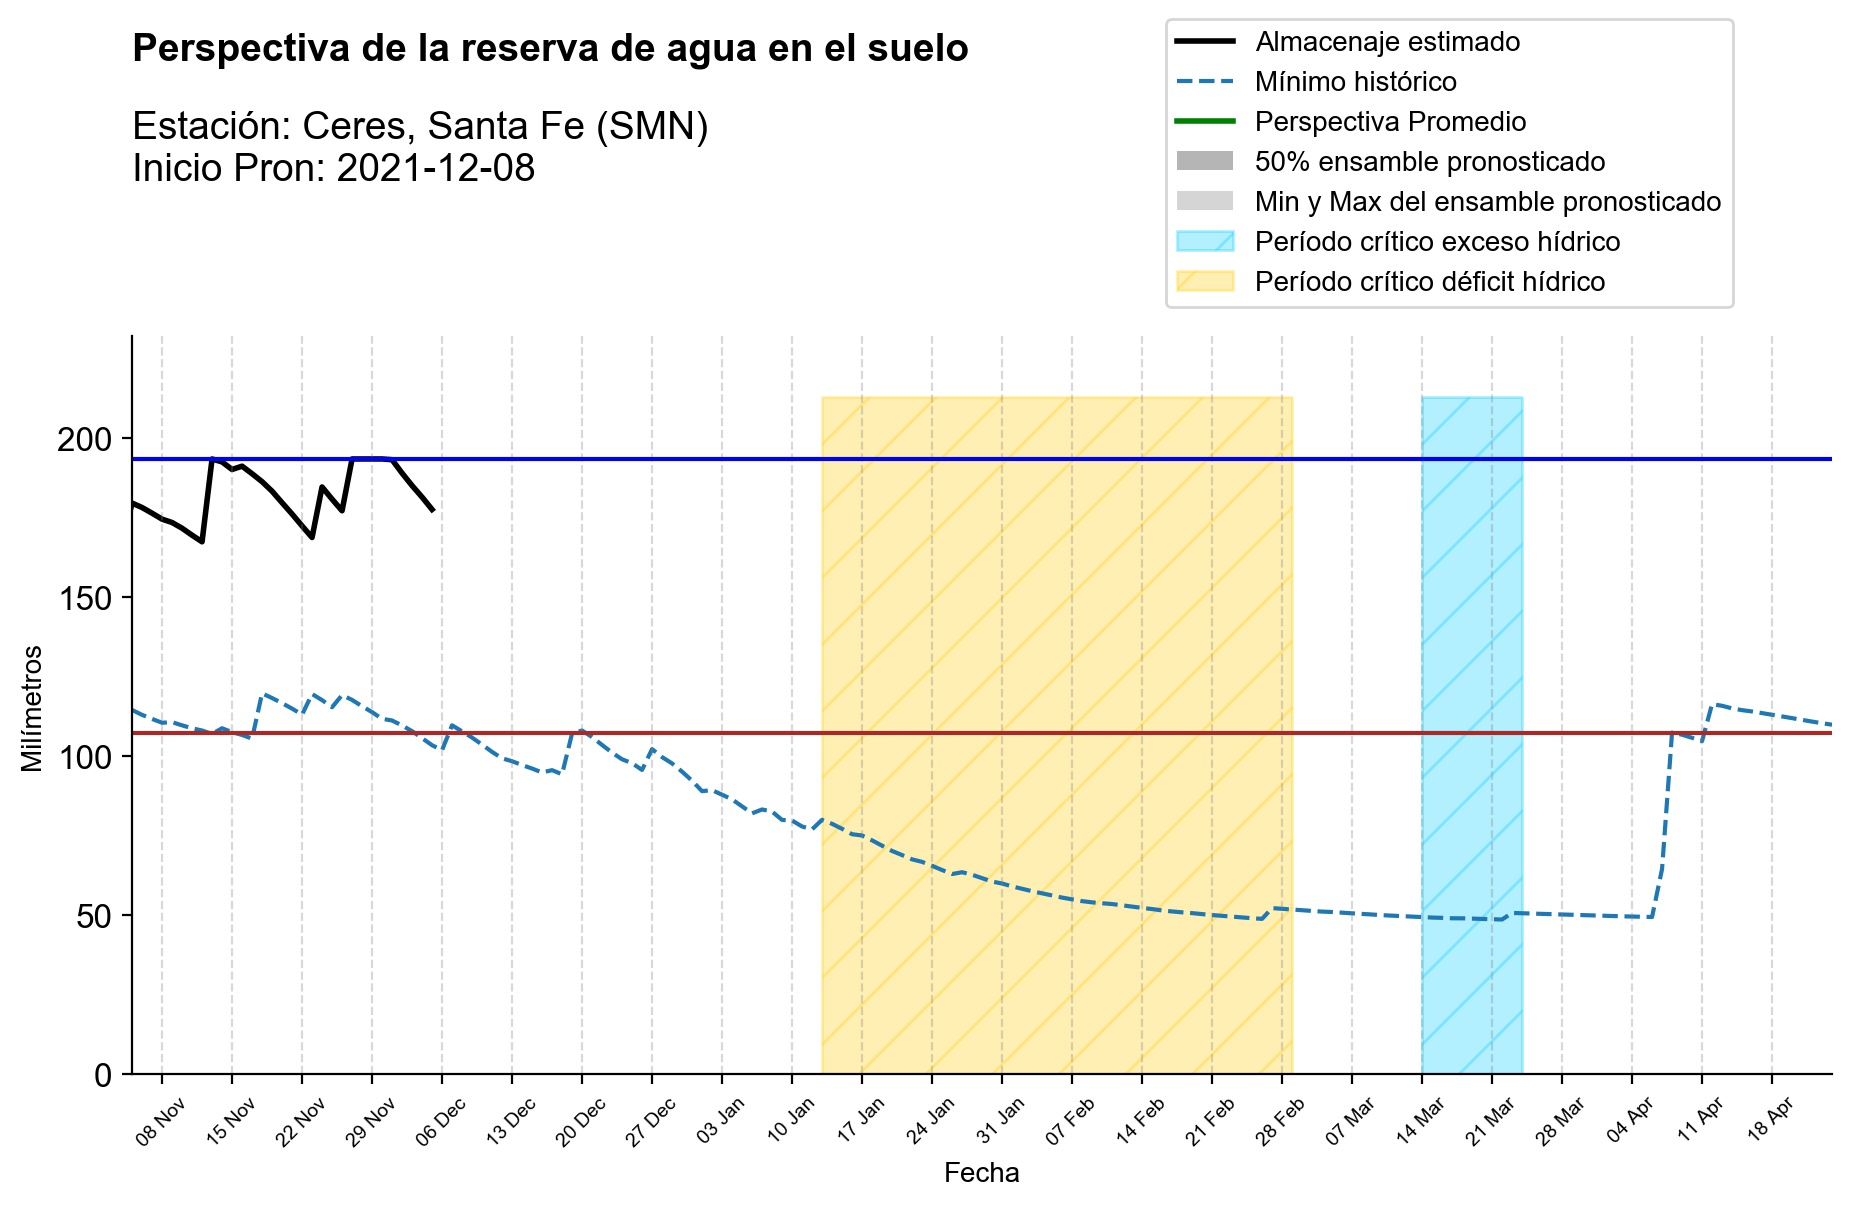 Perspectiva de la reserva de agua en el suelo
Estación: Ceres, Santa Fe (SMN)
Inicio Pron: 2021-12-08
Almacenaje estimado
Mínimo histórico
Perspectiva Promedio
50% ensamble pronosticado
Min y Max del ensamble pronosticado
Período crítico exceso hídrico
Período crítico déficit hídrico
Milímetros
200
150
100
50
0
08 Nov
15 Nov
22 Nov
29 Nov
06 Dec
13 Dec
20 Dec
27 Dec
03 Jan
10 Jan
17 Jan
24 Jan
31 Jan
07 Feb
14 Feb
21 Feb
28 Feb
07 Mar
14 Mar
21 Mar
28 Mar
04 Apr
11 Apr
18 Apr
Fecha